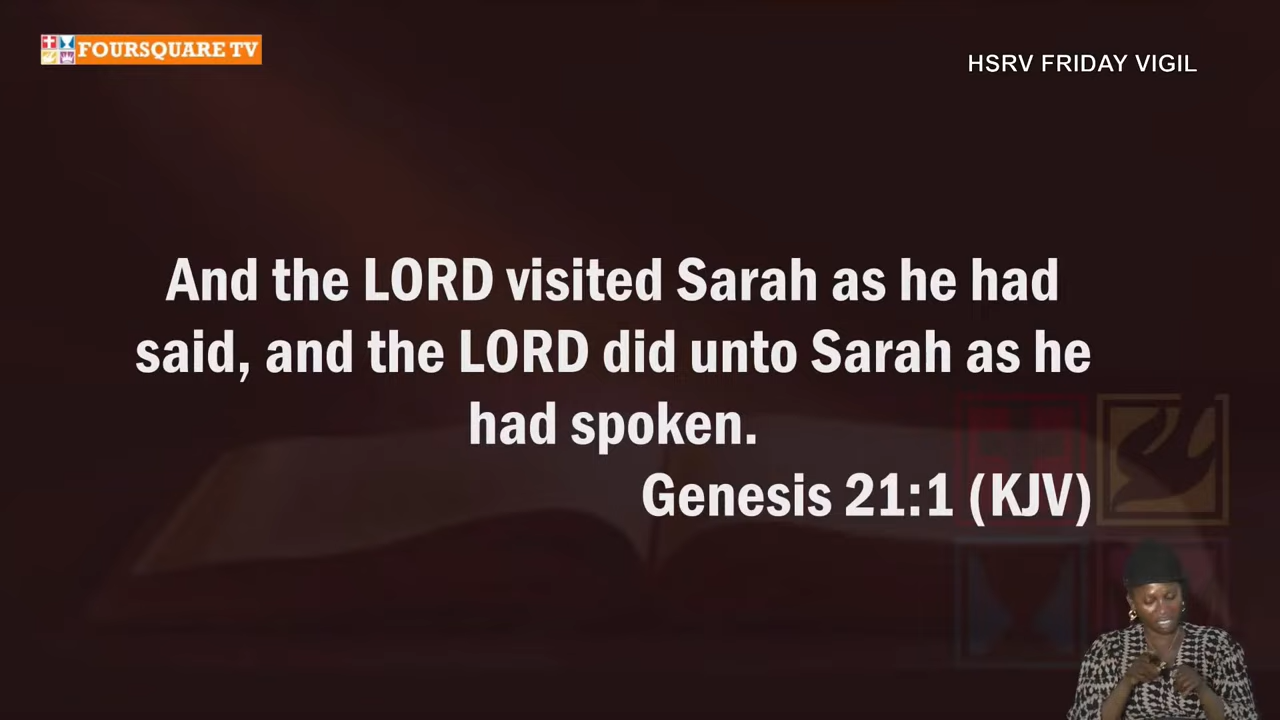 FOURSQUARE TV
HSRV FRIDAY VIGIL
And the LORD visited Sarah as he had
said, and the LORD did unto Sarah as he
had spoken.
Genesis 21:1 (KJV)